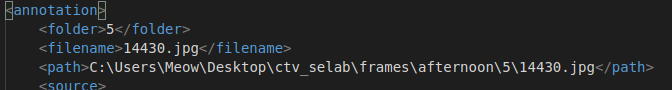 <annotation>
<folder>5</folder>
<filename>14430.jpg</filename>
<path>C:\Users\Meow\Desktop\ctv_selab\frames\afternoon\5\14430.jpg</path>
<source>